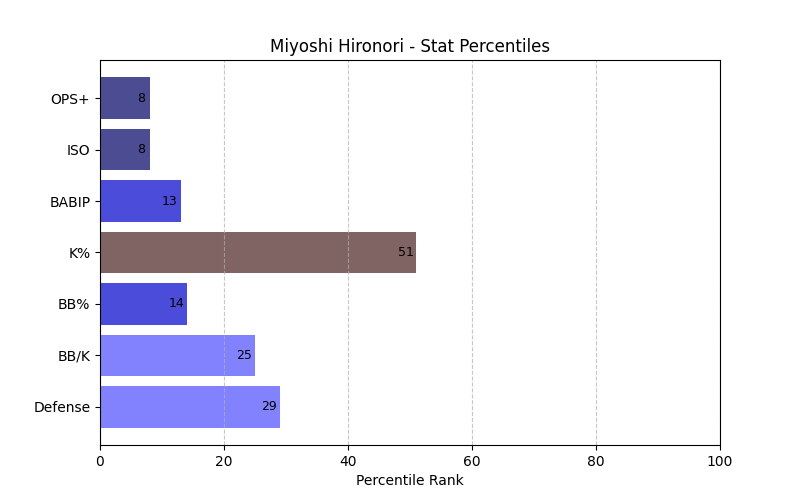 Miyoshi Hironori - Stat Percentiles
OPS+ 8
ISO 8
BABIP 13
K% 51
BB% 14
BB/K 25
Defense 29
0 20 40 60 80 100
Percentile Rank